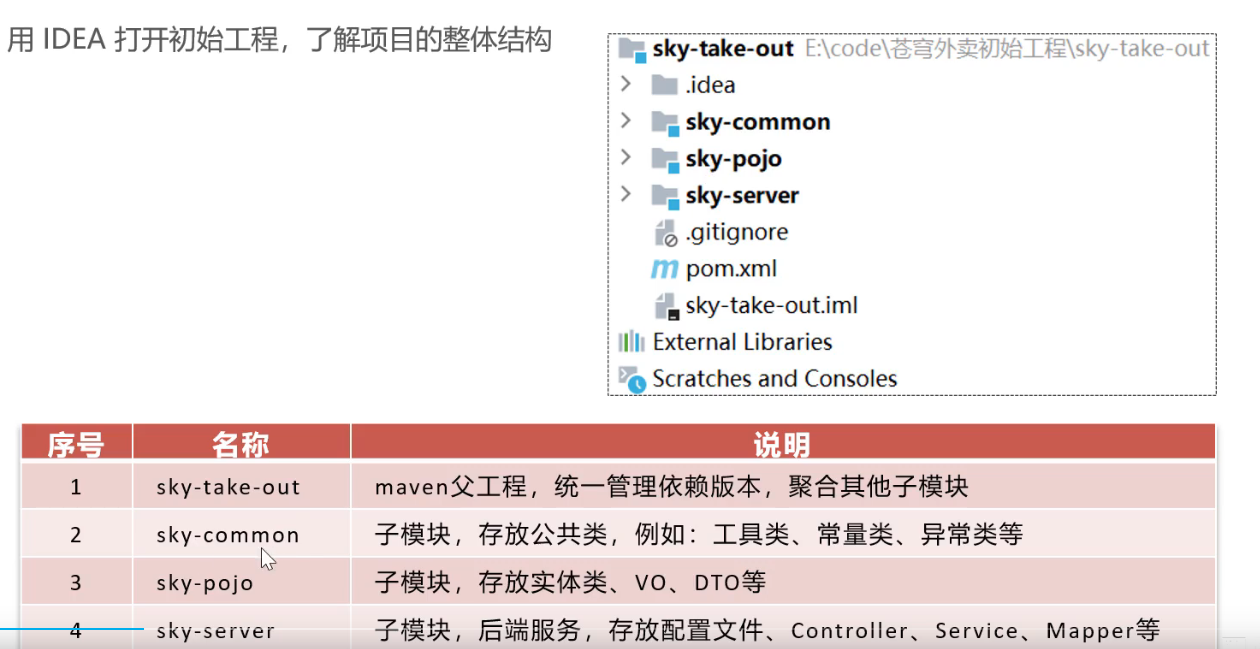 用 IDEA 打开初始工程，了解项目的整体结构
sky-take-out E:\code\苍穹外卖初始工程\sky-take-out
.idea
sky-common
sky-pojo
sky-server
.gitignore
pom.xml
sky-take-out.iml
External Libraries
Scratches and Consoles
序号 名称 说明
1 sky-take-out maven父工程，统一管理依赖版本，聚合其他子模块
2 sky-common 子模块，存放公共类，例如：工具类、常量类、异常类等
3 sky-pojo 子模块，存放实体类、VO、DTO等
4 sky-server 子模块，后端服务，存放配置文件、Controller、Service、Mapper等